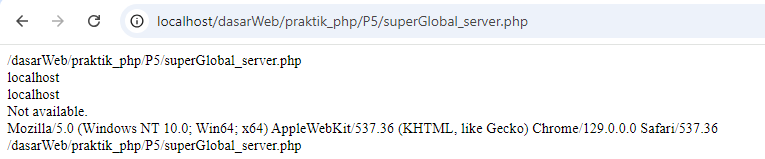 localhost/dasarWeb/praktik_php/P5/superGlobal_server.php
/dasarWeb/praktik_php/P5/superGlobal_server.php
localhost
localhost
Not available.
Mozilla/5.0 (Windows NT 10.0; Win64; x64) AppleWebKit/537.36 (KHTML, like Gecko) Chrome/129.0.0.0 Safari/537.36
/dasarWeb/praktik_php/P5/superGlobal_server.php